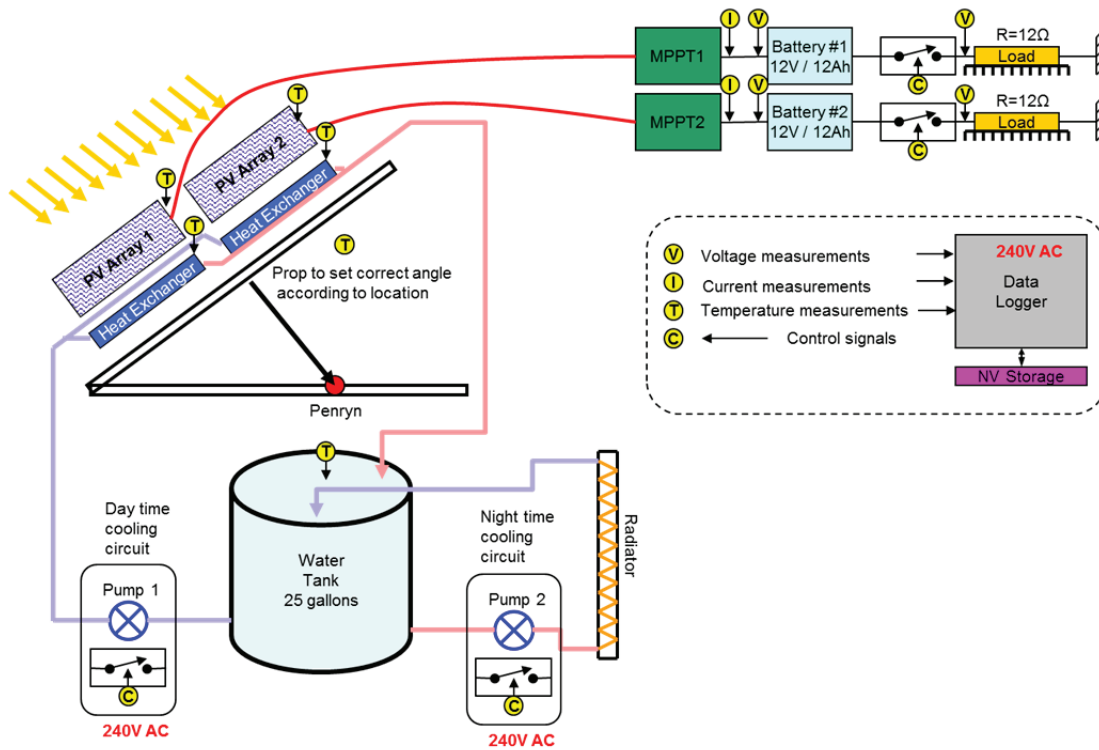 I
V
V
R=12Ω
MPPT1
Battery #1
12V / 12Ah
Load
C
I
V
V
R=12Ω
MPPT2
Battery #2
12V / 12Ah
Load
C
T
T
PV Array 2
T
Heat Exchanger
T
PV Array 1
Heat Exchanger
T
Prop to set correct angle
according to location
Penryn
V
Voltage measurements
I
Current measurements
T
Temperature measurements
C
Control signals
240V AC
Data
Logger
NV Storage
T
Day time
cooling
circuit
Pump 1
C
240V AC
Water
Tank
25 gallons
Night time
cooling
circuit
Pump 2
C
240V AC
Radiator